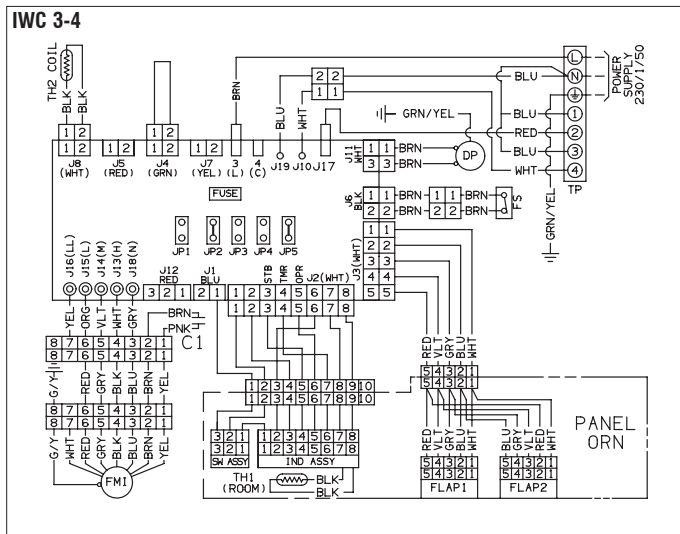 IWC 3-4
TH2 COIL
BLK
BLK
1 2
1 2
J8
(WHT)
1 2
J5
(RED)
1 2
1 2
J4
(GRN)
1 2
J7
(YEL)
BRN
3
(L)
4
(C)
BLU
J19
WHT
J10
J17
2 2
1 1
GRN/YEL
DP
J11
WHT
1 1
3 3
BRN
BRN
J6
BLK
1 1
2 2
BRN
BRN
1 1
2 2
BRN
BRN
FS
L
N
1
2
3
4
TP
BLU
BLU
RED
BLU
WHT
GRN/YEL
POWER
SUPPLY
230/1/50
FUSE
JP1
JP2
JP3
JP4
JP5
J3(WHT)
1 1
2 2
3 3
4 4
5 5
J16(LL)
J15(L)
J14(M)
J13(H)
J18(N)
J12
RED
3 2 1
J1
BLU
2 1
STB
TMR
OPR
J2(WHT)
1 2 3 4 5 6 7 8
YEL
ORG
VLT
WHT
GRY
BRN
PNK
C1
8 7 6 5 4 3 2 1
8 7 6 5 4 3 2 1
G/Y
RED
GRY
BLK
BLU
BRN
YEL
8 7 6 5 4 3 2 1
8 7 6 5 4 3 2 1
G/Y
WHT
RED
GRY
BLK
BLU
BRN
YEL
FMI
1 2 3 4 5 6 7 8 9 10
1 2 3 4 5 6 7 8 9 10
3 2 1
3 2 1
SW ASSY
1 2 3 4 5 6 7 8
1 2 3 4 5 6 7 8
IND ASSY
TH1
(ROOM)
BLK
BLK
RED
VLT
GRY
BLU
WHT
5 4 3 2 1
5 4 3 2 1
RED
VLT
GRY
BLU
WHT
5 4 3 2 1
5 4 3 2 1
FLAP1
BLU
GRY
VLT
RED
WHT
5 4 3 2 1
5 4 3 2 1
FLAP2
PANEL
ORN